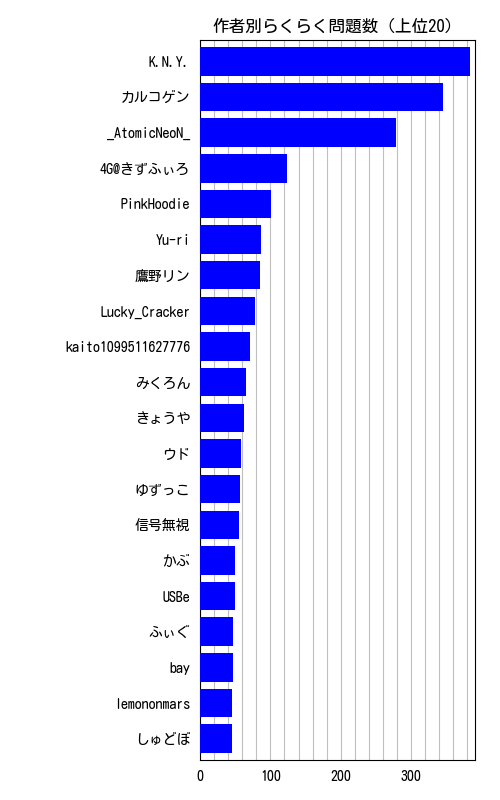 作者別らくらく問題数（上位20）
K.N.Y.
カルコゲン
_AtomicNeoN_
4G@きずふぃろ
PinkHoodie
Yu-ri
鷹野リン
Lucky_Cracker
kaito1099511627776
みくろん
きょうや
ウド
ゆずっこ
信号無視
かぶ
USBe
ふぃぐ
bay
lemononmars
しゅどぼ
0 100 200 300